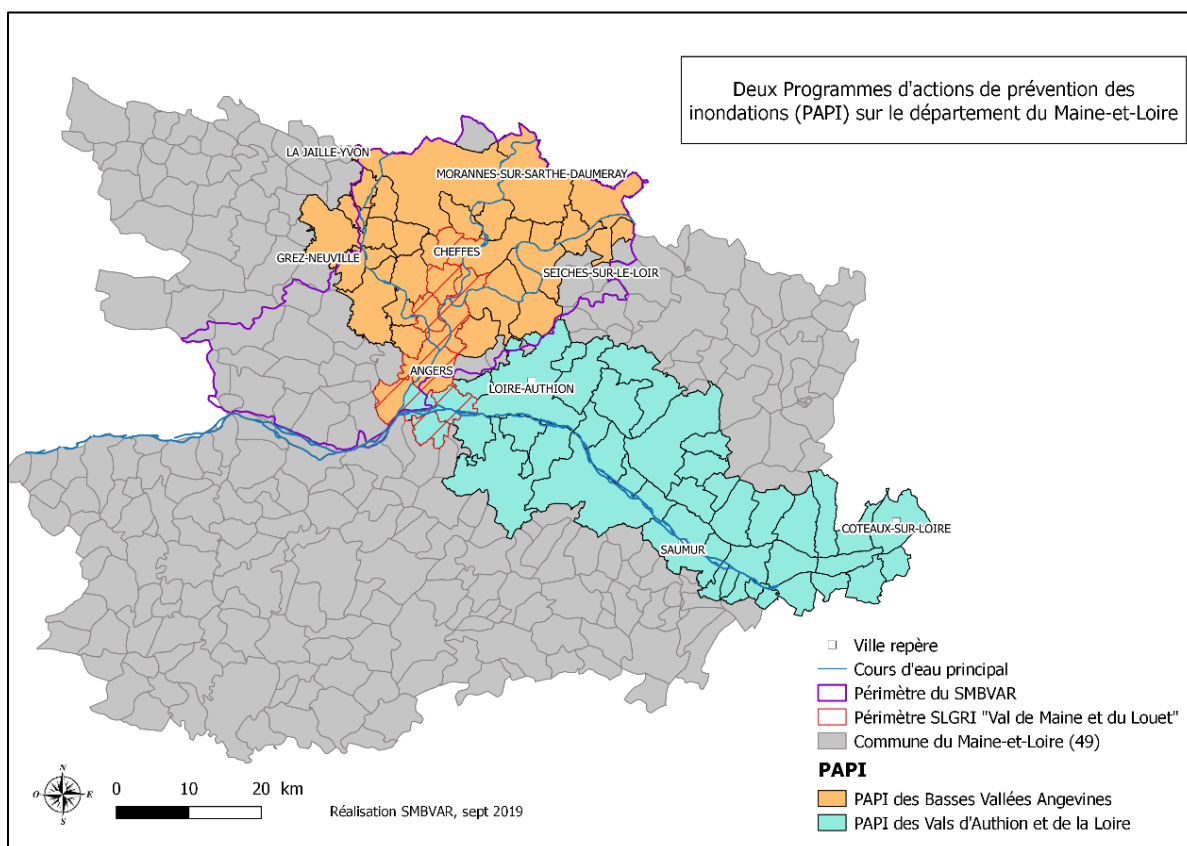 Deux Programmes d'actions de prévention des
inondations (PAPI) sur le département du Maine-et-Loire
LA JAILLE-YVON
MORANNES-SUR-SARTHE-DAUMERAY
CHEFFES
GREZ-NEUVILLE
SEICHES-SUR-LE-LOIR
ANGERS
LOIRE-AUTHION
COTEAUX-SUR-LOIRE
SAUMUR
Ville repère
Cours d'eau principal
Périmètre du SMBVAR
Périmètre SLGRI "Val de Maine et du Louet"
Commune du Maine-et-Loire (49)
PAPI
PAPI des Basses Vallées Angevines
PAPI des Vals d'Authion et de la Loire
N
O
E
S
0 10 20 km
Réalisation SMBVAR, sept 2019